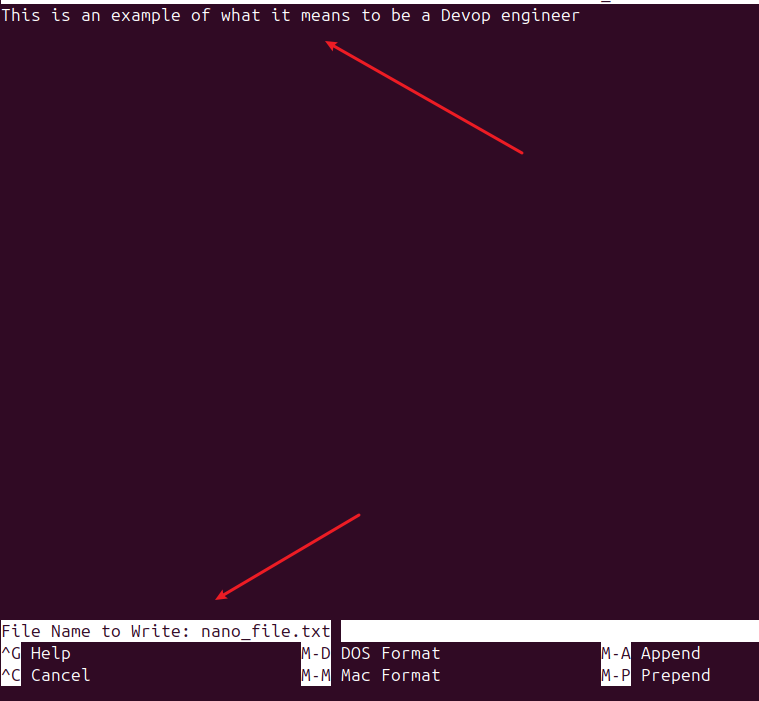 This is an example of what it means to be a Devop engineer
File Name to Write: nano_file.txt
^G Help M-D DOS Format M-A Append
^C Cancel M-M Mac Format M-P Prepend